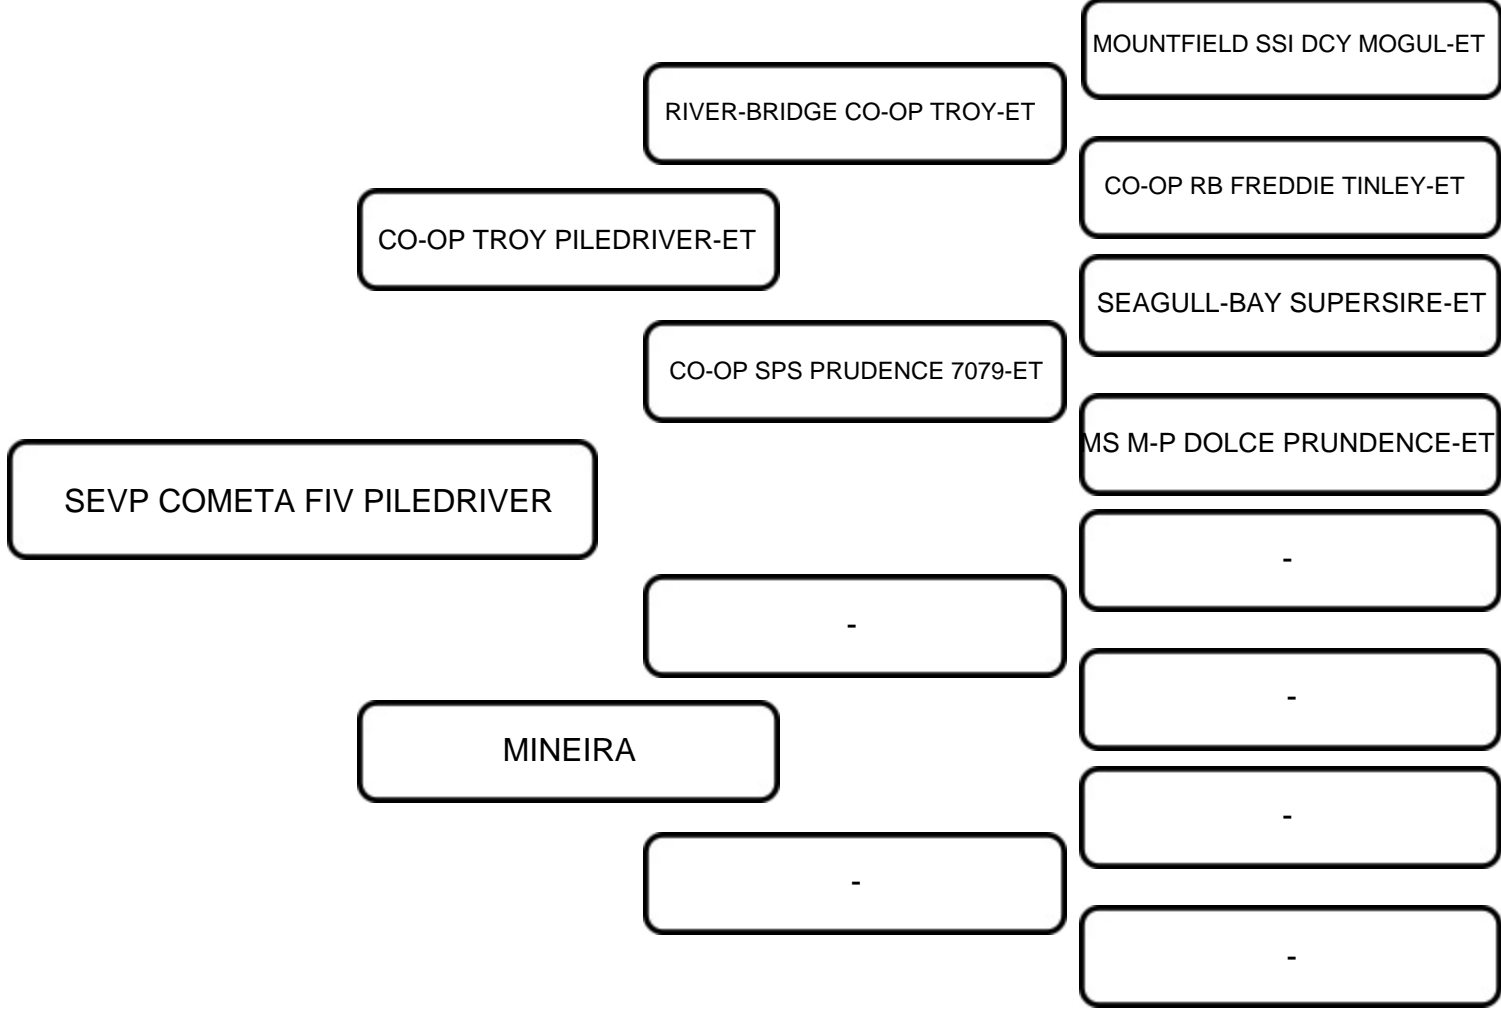 MOUNTFIELD SSI DCY MOGUL-ET
RIVER-BRIDGE CO-OP TROY-ET
CO-OP RB FREDDIE TINLEY-ET
CO-OP TROY PILEDRIVER-ET
SEAGULL-BAY SUPERSIRE-ET
CO-OP SPS PRUDENCE 7079-ET
MS M-P DOLCE PRUNDENCE-ET
SEVP COMETA FIV PILEDRIVER
-
-
-
MINEIRA
-
-
-